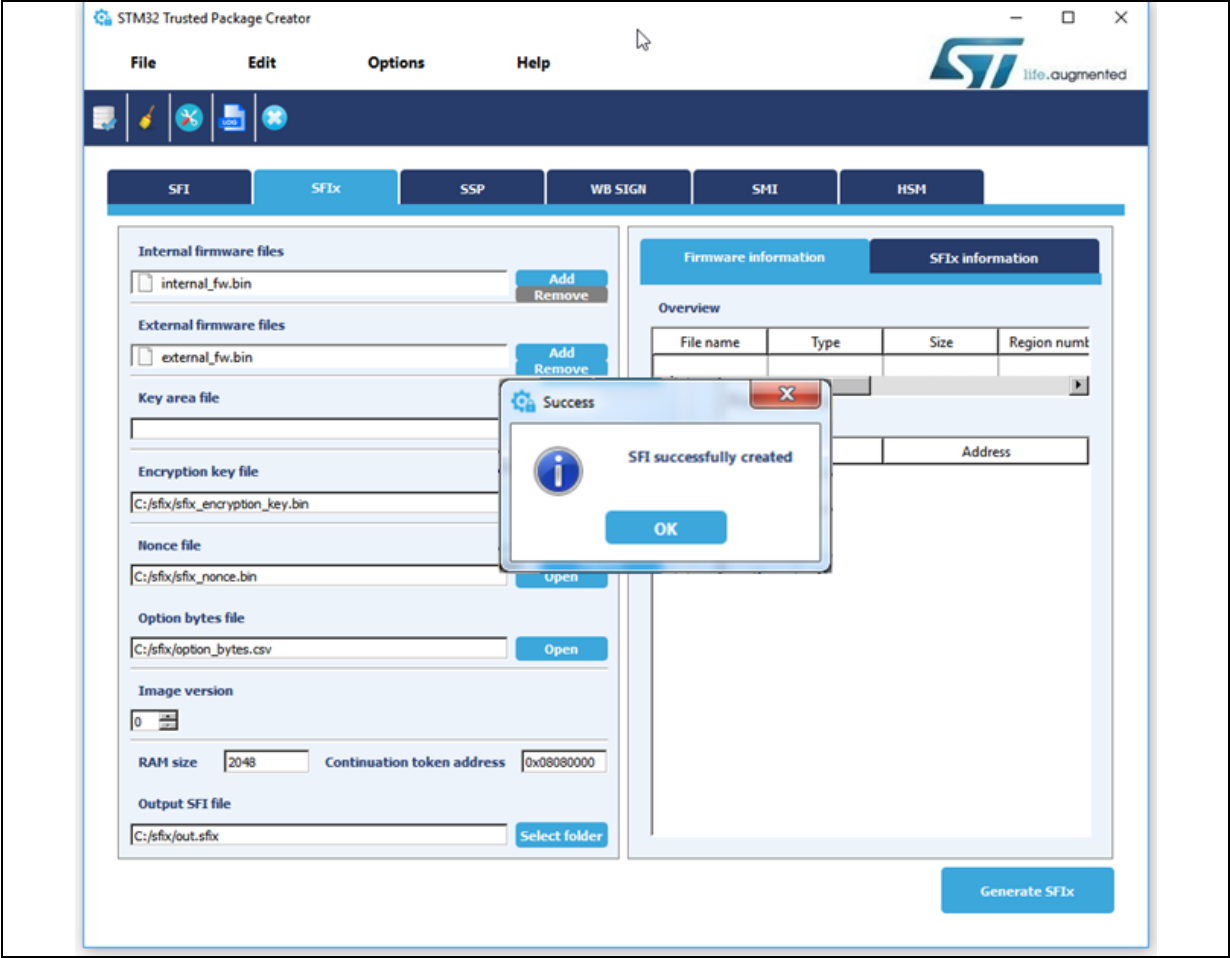 STM32 Trusted Package Creator
File Edit Options Help
life.augmented
LOG
SFI SFIx SSP WB SIGN SMI HSM
Internal firmware files
internal_fw.bin
Add
Remove
External firmware files
external_fw.bin
Add
Remove
Key area file
Encryption key file
C:/sfix/sfix_encryption_key.bin
Nonce file
C:/sfix/sfix_nonce.bin
Open
Option bytes file
C:/sfix/option_bytes.csv
Open
Image version
0
RAM size 2048 Continuation token address 0x08080000
Output SFI file
C:/sfix/out.sfix
Select folder
Firmware information SFIx information
Overview
File name Type Size Region numb
Address
Success
SFI successfully created
OK
Generate SFIx